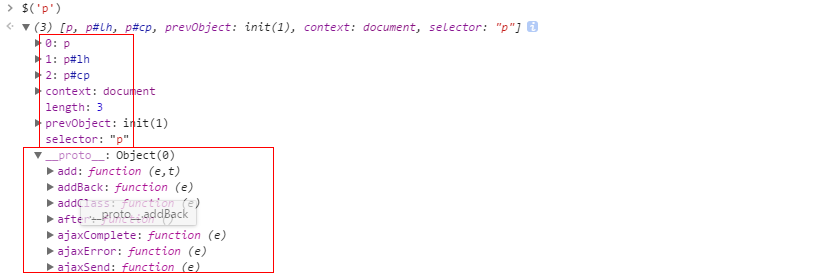 > $('p')
(3) [p, p#lh, p#cp, prevObject: init(1), context: document, selector: "p"] i
0: p
1: p#lh
2: p#cp
context: document
length: 3
prevObject: init(1)
selector: "p"
__proto__: Object(0)
add: function (e,t)
addBack: function (e)
addClass: function (e)
__proto__.addBack
after: function ()
ajaxComplete: function (e)
ajaxError: function (e)
ajaxSend: function (e)